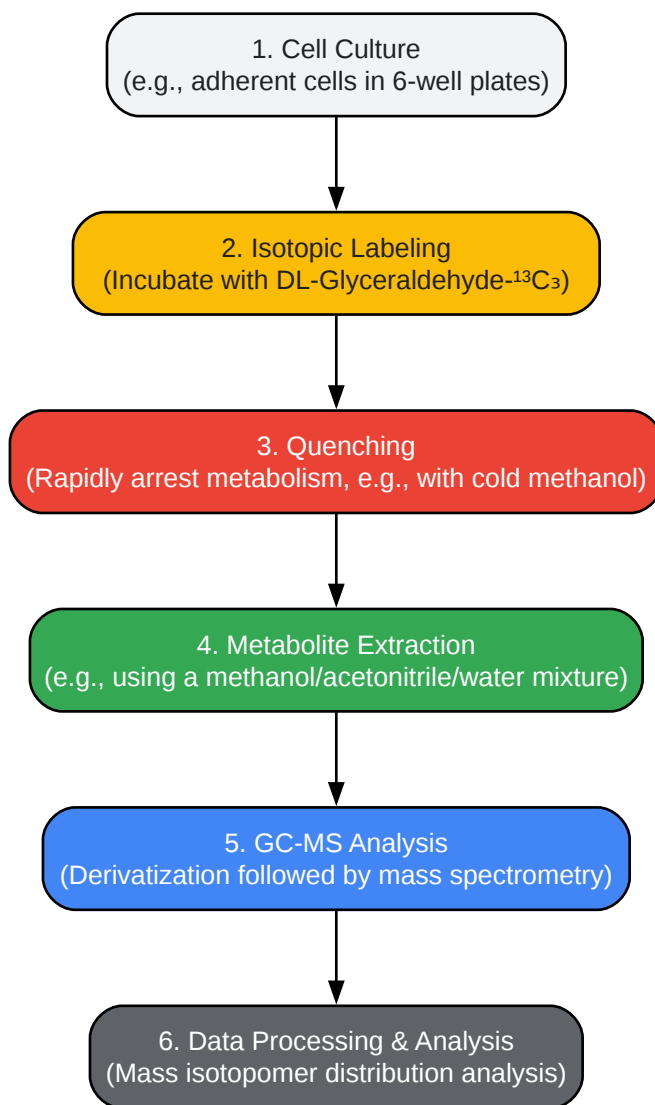 1. Cell Culture
(e.g., adherent cells in 6-well plates)
2. Isotopic Labeling
(Incubate with DL-Glyceraldehyde-¹³C₃)
3. Quenching
(Rapidly arrest metabolism, e.g., with cold methanol)
4. Metabolite Extraction
(e.g., using a methanol/acetonitrile/water mixture)
5. GC-MS Analysis
(Derivatization followed by mass spectrometry)
6. Data Processing & Analysis
(Mass isotopomer distribution analysis)